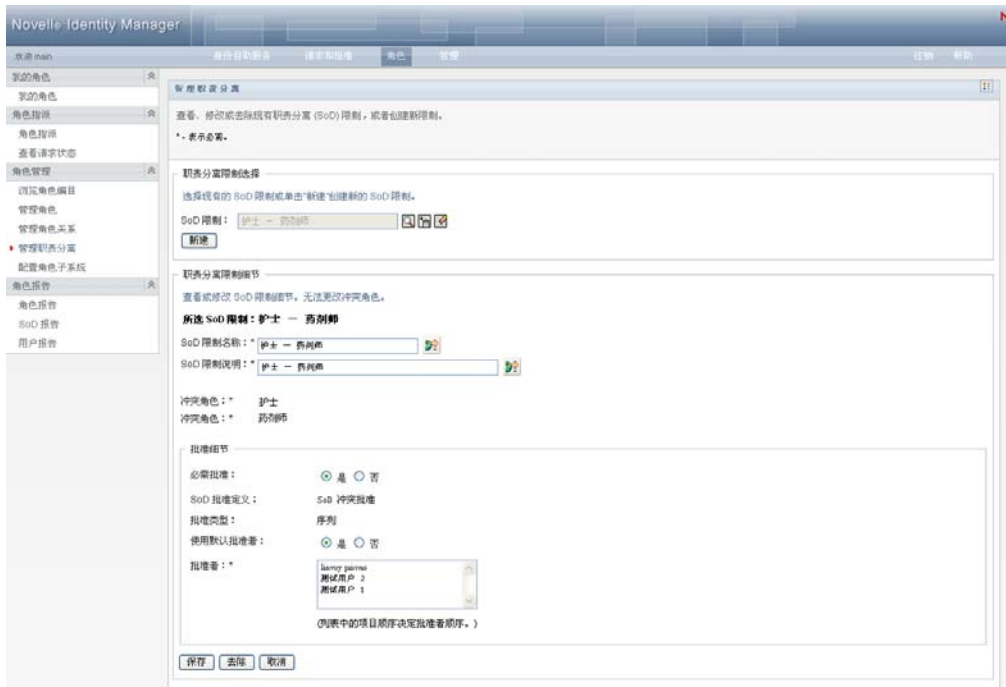 Novell® Identity Manager
N
欢迎 main
身份自助服务
请求和批准
角色
管理
注销
帮助
我的角色
我的角色
角色指派
角色指派
查看请求状态
角色管理
浏览角色编目
管理角色
管理角色关系
管理职责分离
配置角色子系统
角色报告
角色报告
SoD 报告
用户报告
管理职责分离
查看、修改或去除现有职责分离 (SoD) 限制，或者创建新限制。
* - 表示必需。
职责分离限制选择
选择现有的 SoD 限制或单击"新建"创建新的 SoD 限制。
SoD 限制： 护士 － 药剂师
新建
职责分离限制细节
查看或修改 SoD 限制细节。无法更改冲突角色。
所选 SoD 限制：护士 － 药剂师
SoD 限制名称：* 护士 － 药剂师
SoD 限制说明：* 护士 － 药剂师
冲突角色：* 护士
冲突角色：* 药剂师
批准细节
必需批准： 是 否
SoD 批准定义： SoD 冲突批准
批准类型： 序列
使用默认批准者： 是 否
批准者：*
测试用户 2
测试用户 1
(列表中的项目顺序决定批准者顺序。)
保存 去除 取消